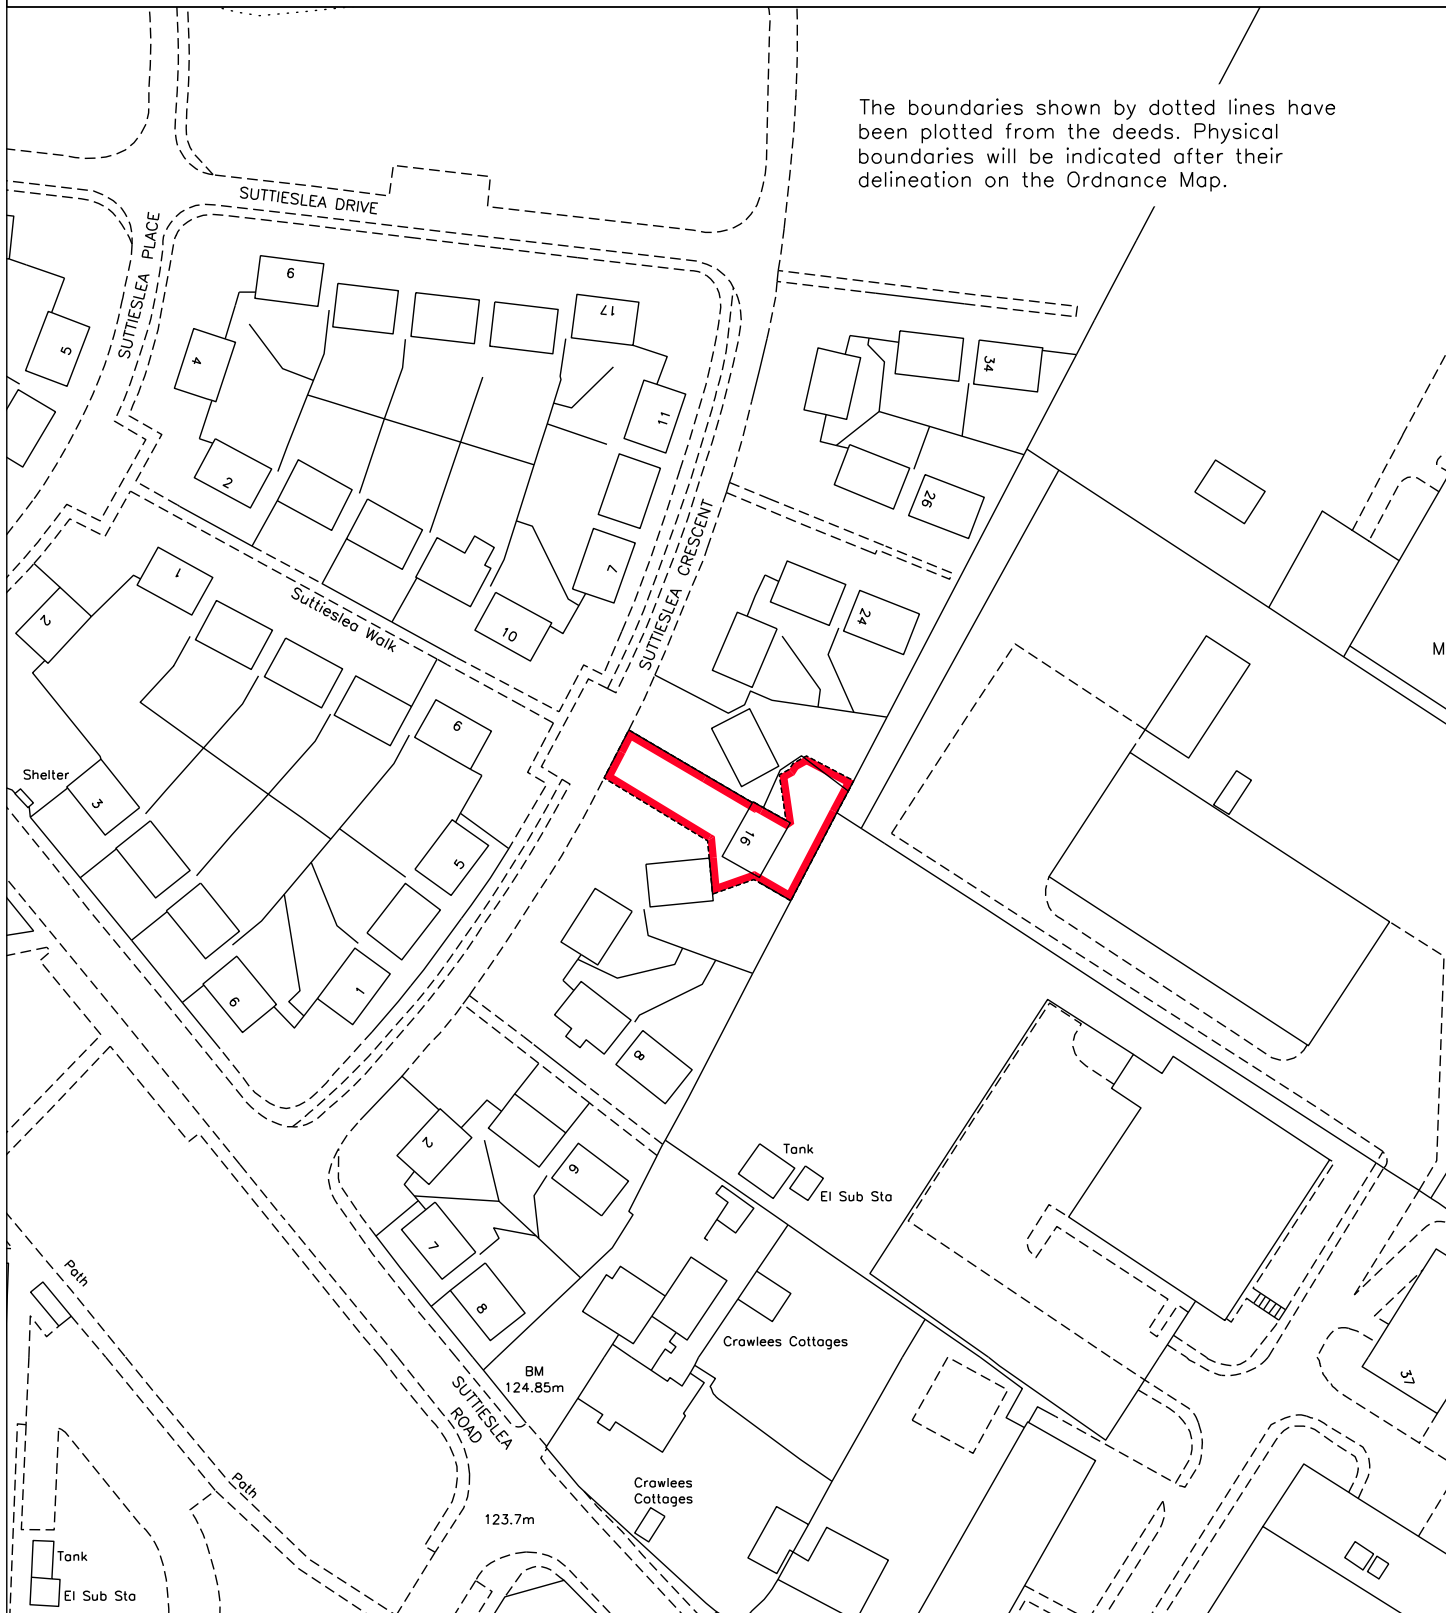 The boundaries shown by dotted lines have
been plotted from the deeds. Physical
boundaries will be indicated after their
delineation on the Ordnance Map.
SUTTIESLEA DRIVE
SUTTIESLEA PLACE
9
17
5
4
34
11
2
26
7
SUTTIESLEA CRESCENT
1
Suttieslea Walk
10
24
2
M
6
Shelter
3
16
5
6
1
8
2
Tank
El Sub Sta
9
7
Path
8
Crawlees Cottages
BM
124.85m
SUTTIESLEA
ROAD
37
Path
Crawlees
Cottages
123.7m
Tank
El Sub Sta